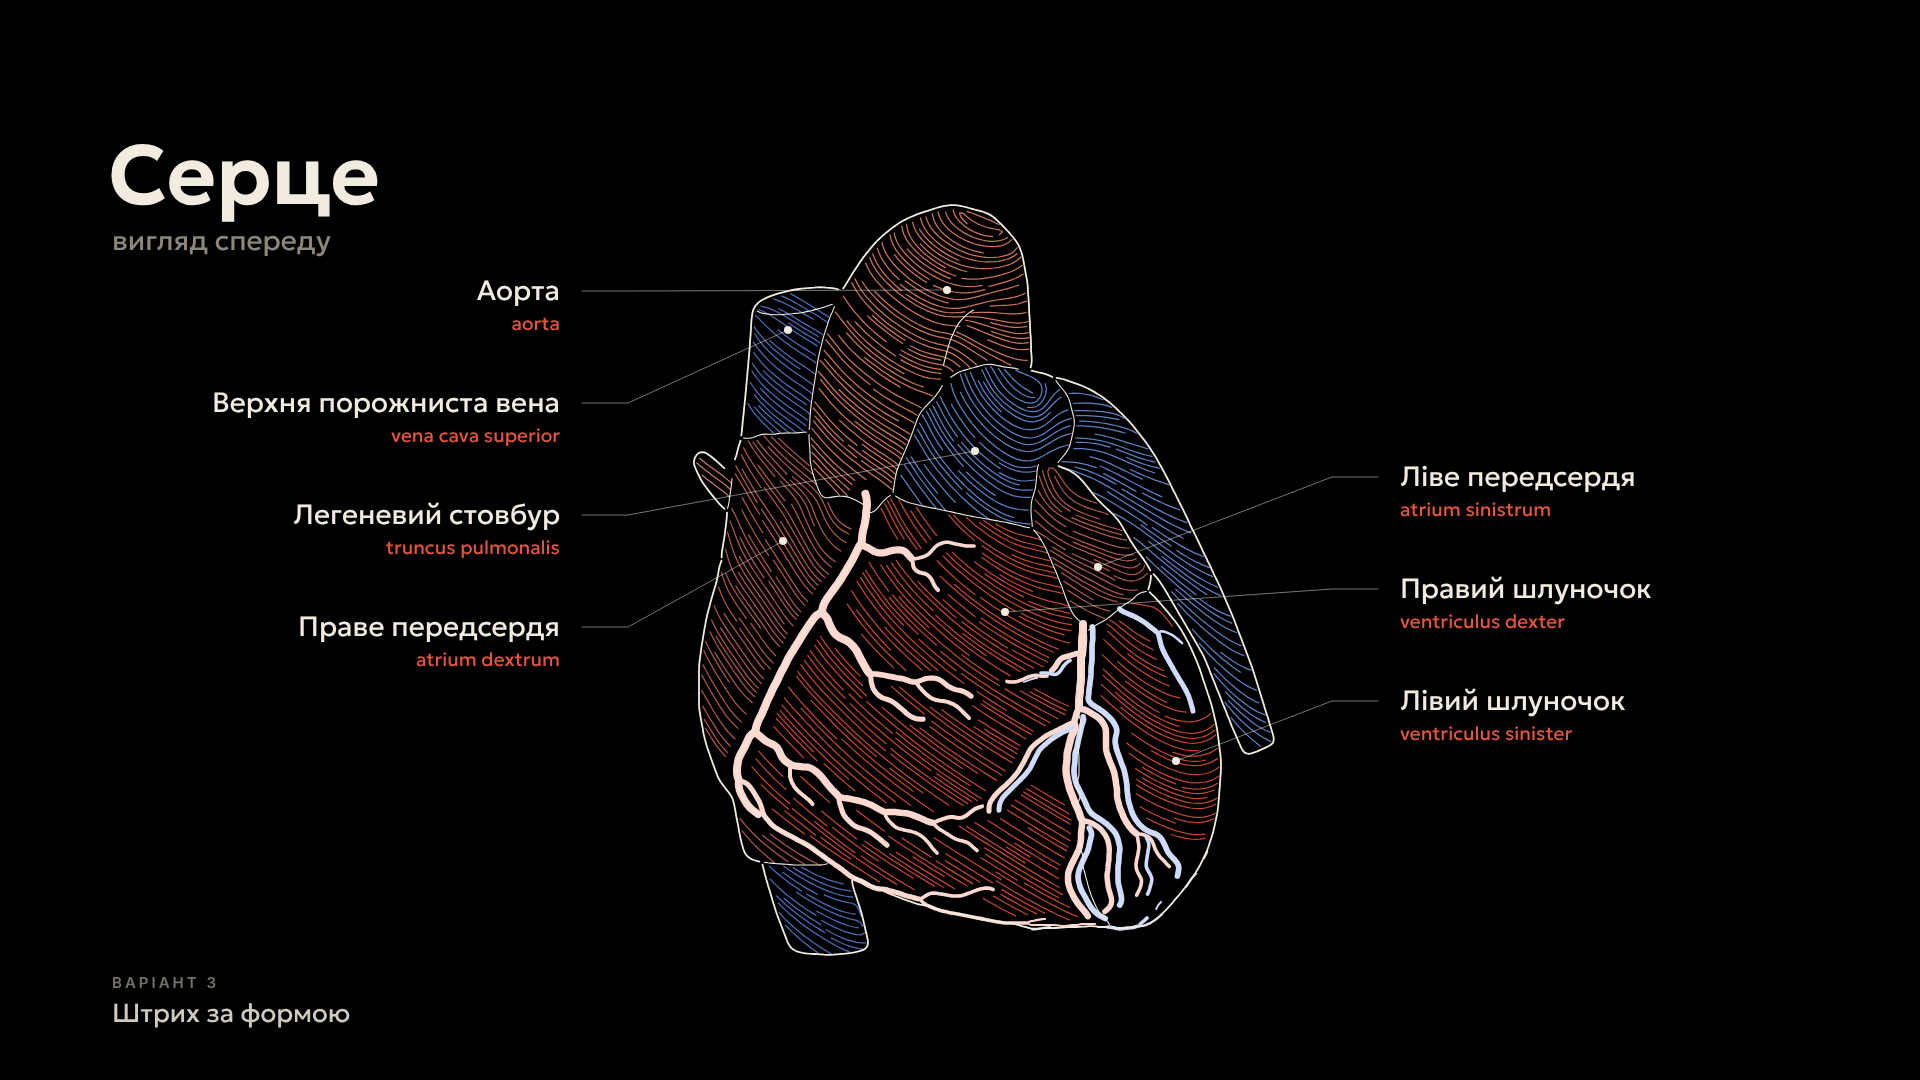 Серце
вигляд спереду
Аорта
aorta
Верхня порожниста вена
vena cava superior
Легеневий стовбур
truncus pulmonalis
Праве передсердя
atrium dextrum
Ліве передсердя
atrium sinistrum
Правий шлуночок
ventriculus dexter
Лівий шлуночок
ventriculus sinister
ВАРІАНТ 3
Штрих за формою